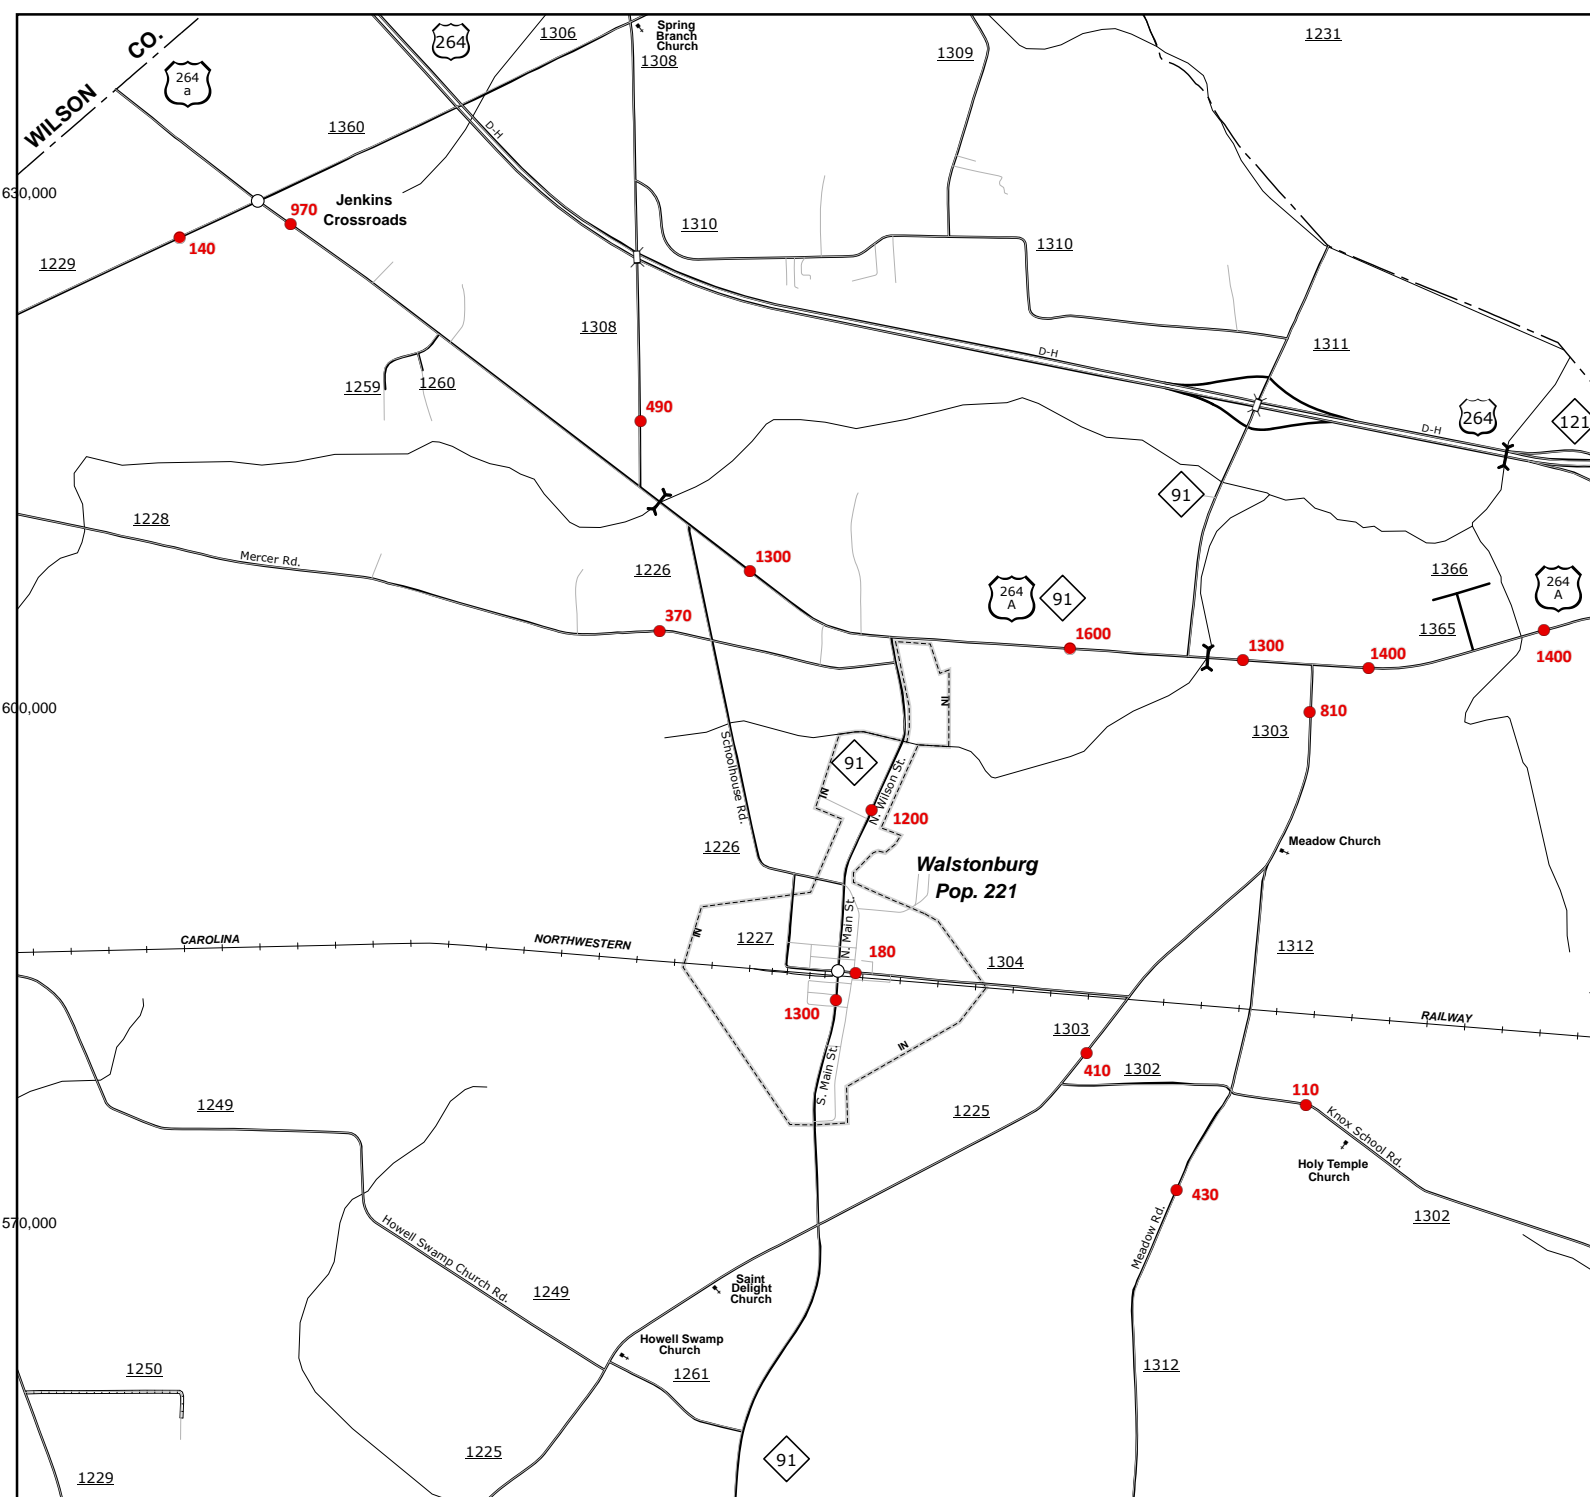 WILSON CO.
264
a
264
1306
Spring
Branch
Church
1308
1309
1231
1360
D-H
630,000
970
Jenkins
Crossroads
140
1229
1310
1310
1308
1311
D-H
1259
1260
490
264
121
D-H
91
1228
Mercer Rd.
1226
1300
370
264
A
91
1600
1366
264
A
1365
1300
1400
1400
600,000
IN
810
1303
Schoolhouse Rd.
91
IN
N. Wilson St.
1200
1226
Meadow Church
Walstonburg
Pop. 221
CAROLINA
NORTHWESTERN
IN
1227
N. Main St.
180
1304
1312
1300
RAILWAY
1303
IN
410
1302
S. Main St.
1249
1225
110
Knox School Rd.
Holy Temple
Church
430
570,000
Howell Swamp Church Rd.
1302
Meadow Rd.
1249
Saint
Delight
Church
Howell Swamp
Church
1250
1261
1312
1225
91
1229